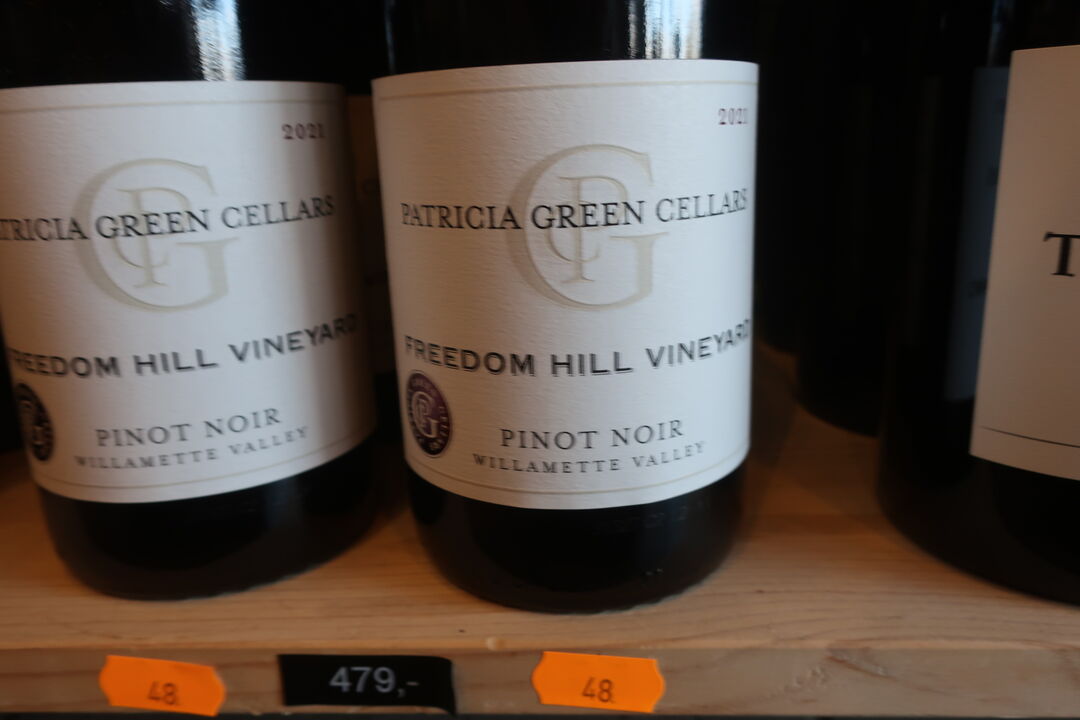 2021
TRICIA GREEN CELLARS
REEDOM HILL VINEYARD
PINOT NOIR
WILLAMETTE VALLEY
2021
PATRICIA GREEN CELLARS
FREEDOM HILL VINEYARD
PINOT NOIR
WILLAMETTE VALLEY
T
48
479,-
48